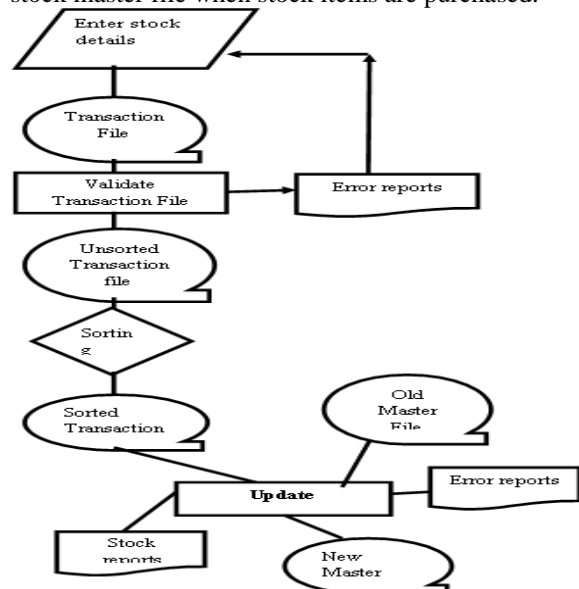 stock master file when stock items are purchased.
Enter stock
details
Transaction
File
Validate
Transaction File
Error reports
Unsorted
Transaction
file
Sortin
g
Sorted
Transaction
Old
Master
File
Update
Error reports
Stock
reports
New
Master